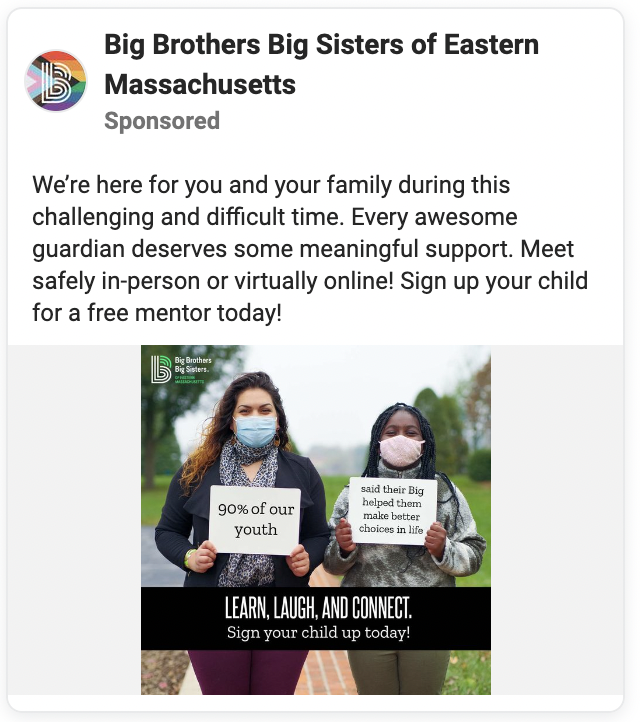 Big Brothers Big Sisters of Eastern
Massachusetts
Sponsored
We’re here for you and your family during this
challenging and difficult time. Every awesome
guardian deserves some meaningful support. Meet
safely in-person or virtually online! Sign up your child
for a free mentor today!
Big Brothers
Big Sisters.
OF EASTERN
MASSACHUSETTS
90% of our
youth
said their Big
helped them
make better
choices in life
LEARN, LAUGH, AND CONNECT.
Sign your child up today!